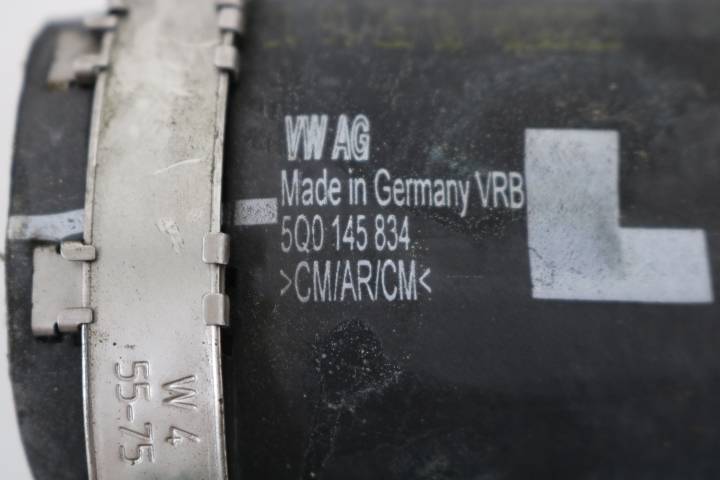 VW AG
Made in Germany VRB
5Q0 145 834
>CM/AR/CM<
W 4
55-75